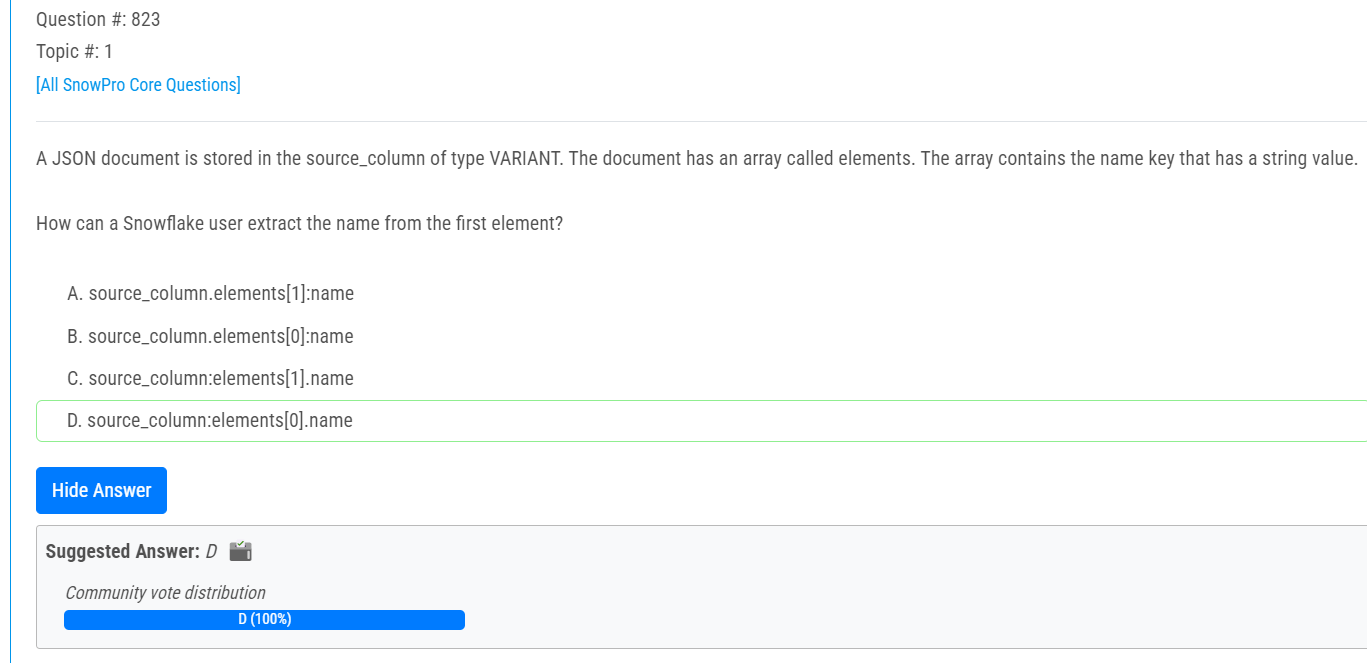 Question #: 823
Topic #: 1
[All SnowPro Core Questions]
A JSON document is stored in the source_column of type VARIANT. The document has an array called elements. The array contains the name key that has a string value.
How can a Snowflake user extract the name from the first element?
A. source_column.elements[1]:name
B. source_column.elements[0]:name
C. source_column:elements[1].name
D. source_column:elements[0].name
Hide Answer
Suggested Answer: D
Community vote distribution
D (100%)